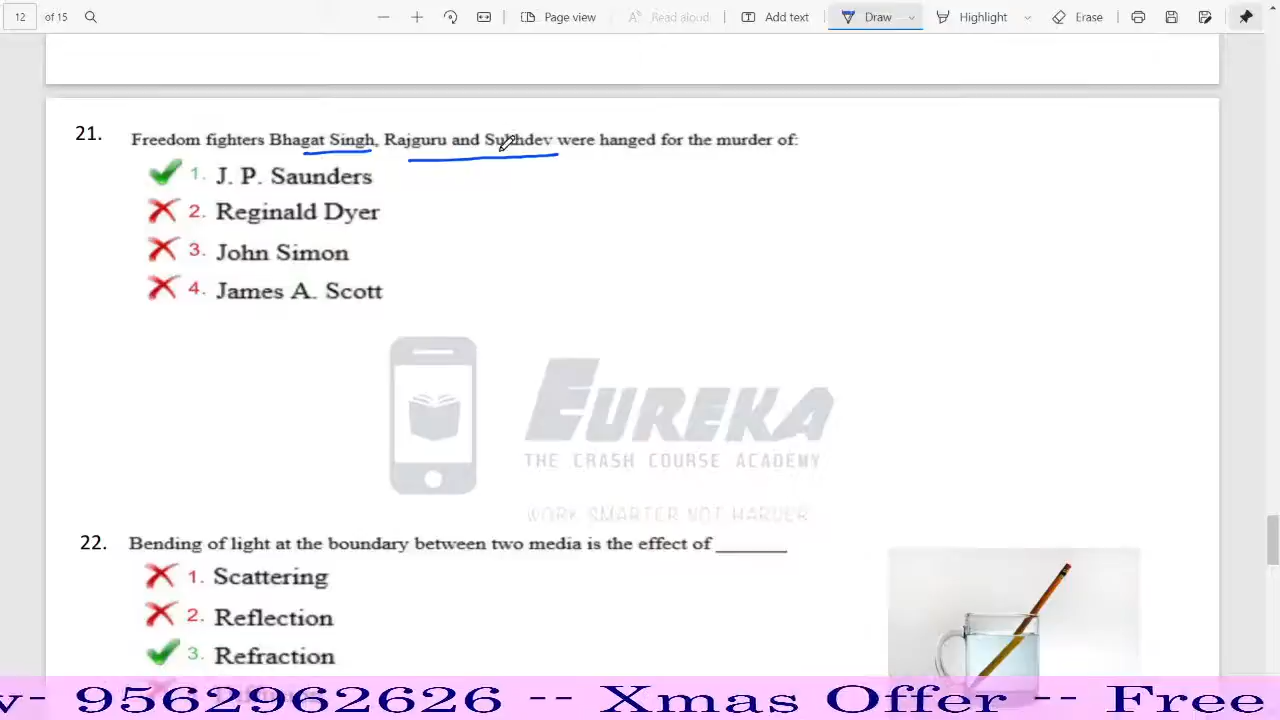 12 of 15 Page view Read aloud Add text Draw Highlight Erase
21. Freedom fighters Bhagat Singh, Rajguru and Sukhdev were hanged for the murder of:
1. J. P. Saunders
2. Reginald Dyer
3. John Simon
4. James A. Scott
EUREKA
THE CRASH COURSE ACADEMY
WORK SMARTER NOT HARDER
22. Bending of light at the boundary between two media is the effect of _______
1. Scattering
2. Reflection
3. Refraction
v- 9562962626 -- Xmas Offer -- Free